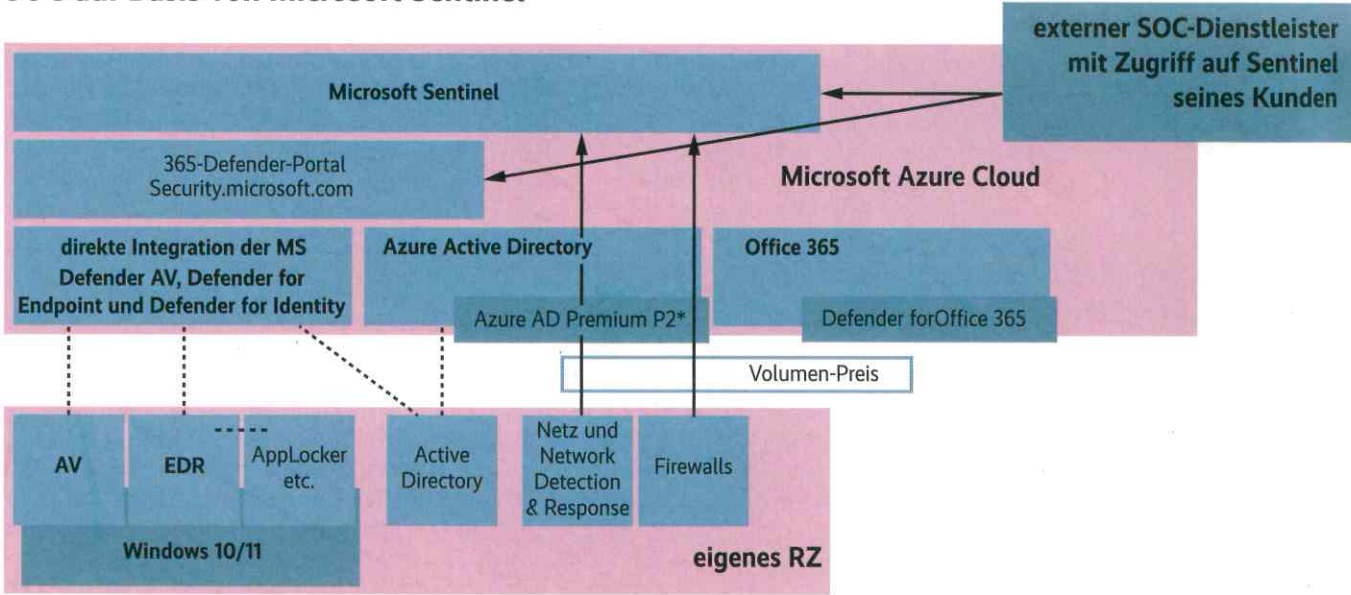 SOC auf Basis von Microsoft Sentinel
externer SOC-Dienstleister
mit Zugriff auf Sentinel
seines Kunden
Microsoft Sentinel
365-Defender-Portal
Security.microsoft.com
Microsoft Azure Cloud
direkte Integration der MS
Defender AV, Defender for
Endpoint und Defender for Identity
Azure Active Directory
Azure AD Premium P2*
Office 365
Defender forOffice 365
Volumen-Preis
AV
EDR
AppLocker
etc.
Active
Directory
Netz und
Network
Detection
& Response
Firewalls
Windows 10/11
eigenes RZ